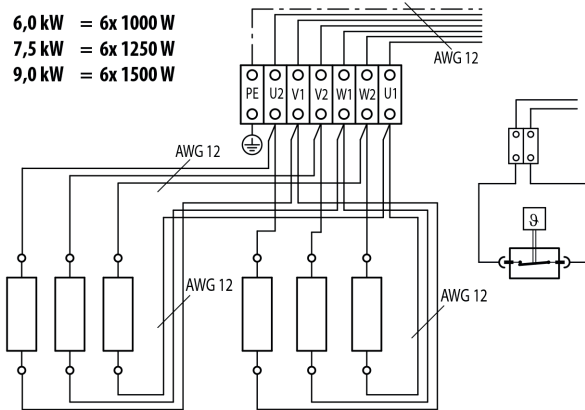 6,0 kW = 6x 1000 W
7,5 kW = 6x 1250 W
9,0 kW = 6x 1500 W
AWG 12
PE U2 V1 V2 W1 W2 U1
AWG 12
ϑ
AWG 12
AWG 12